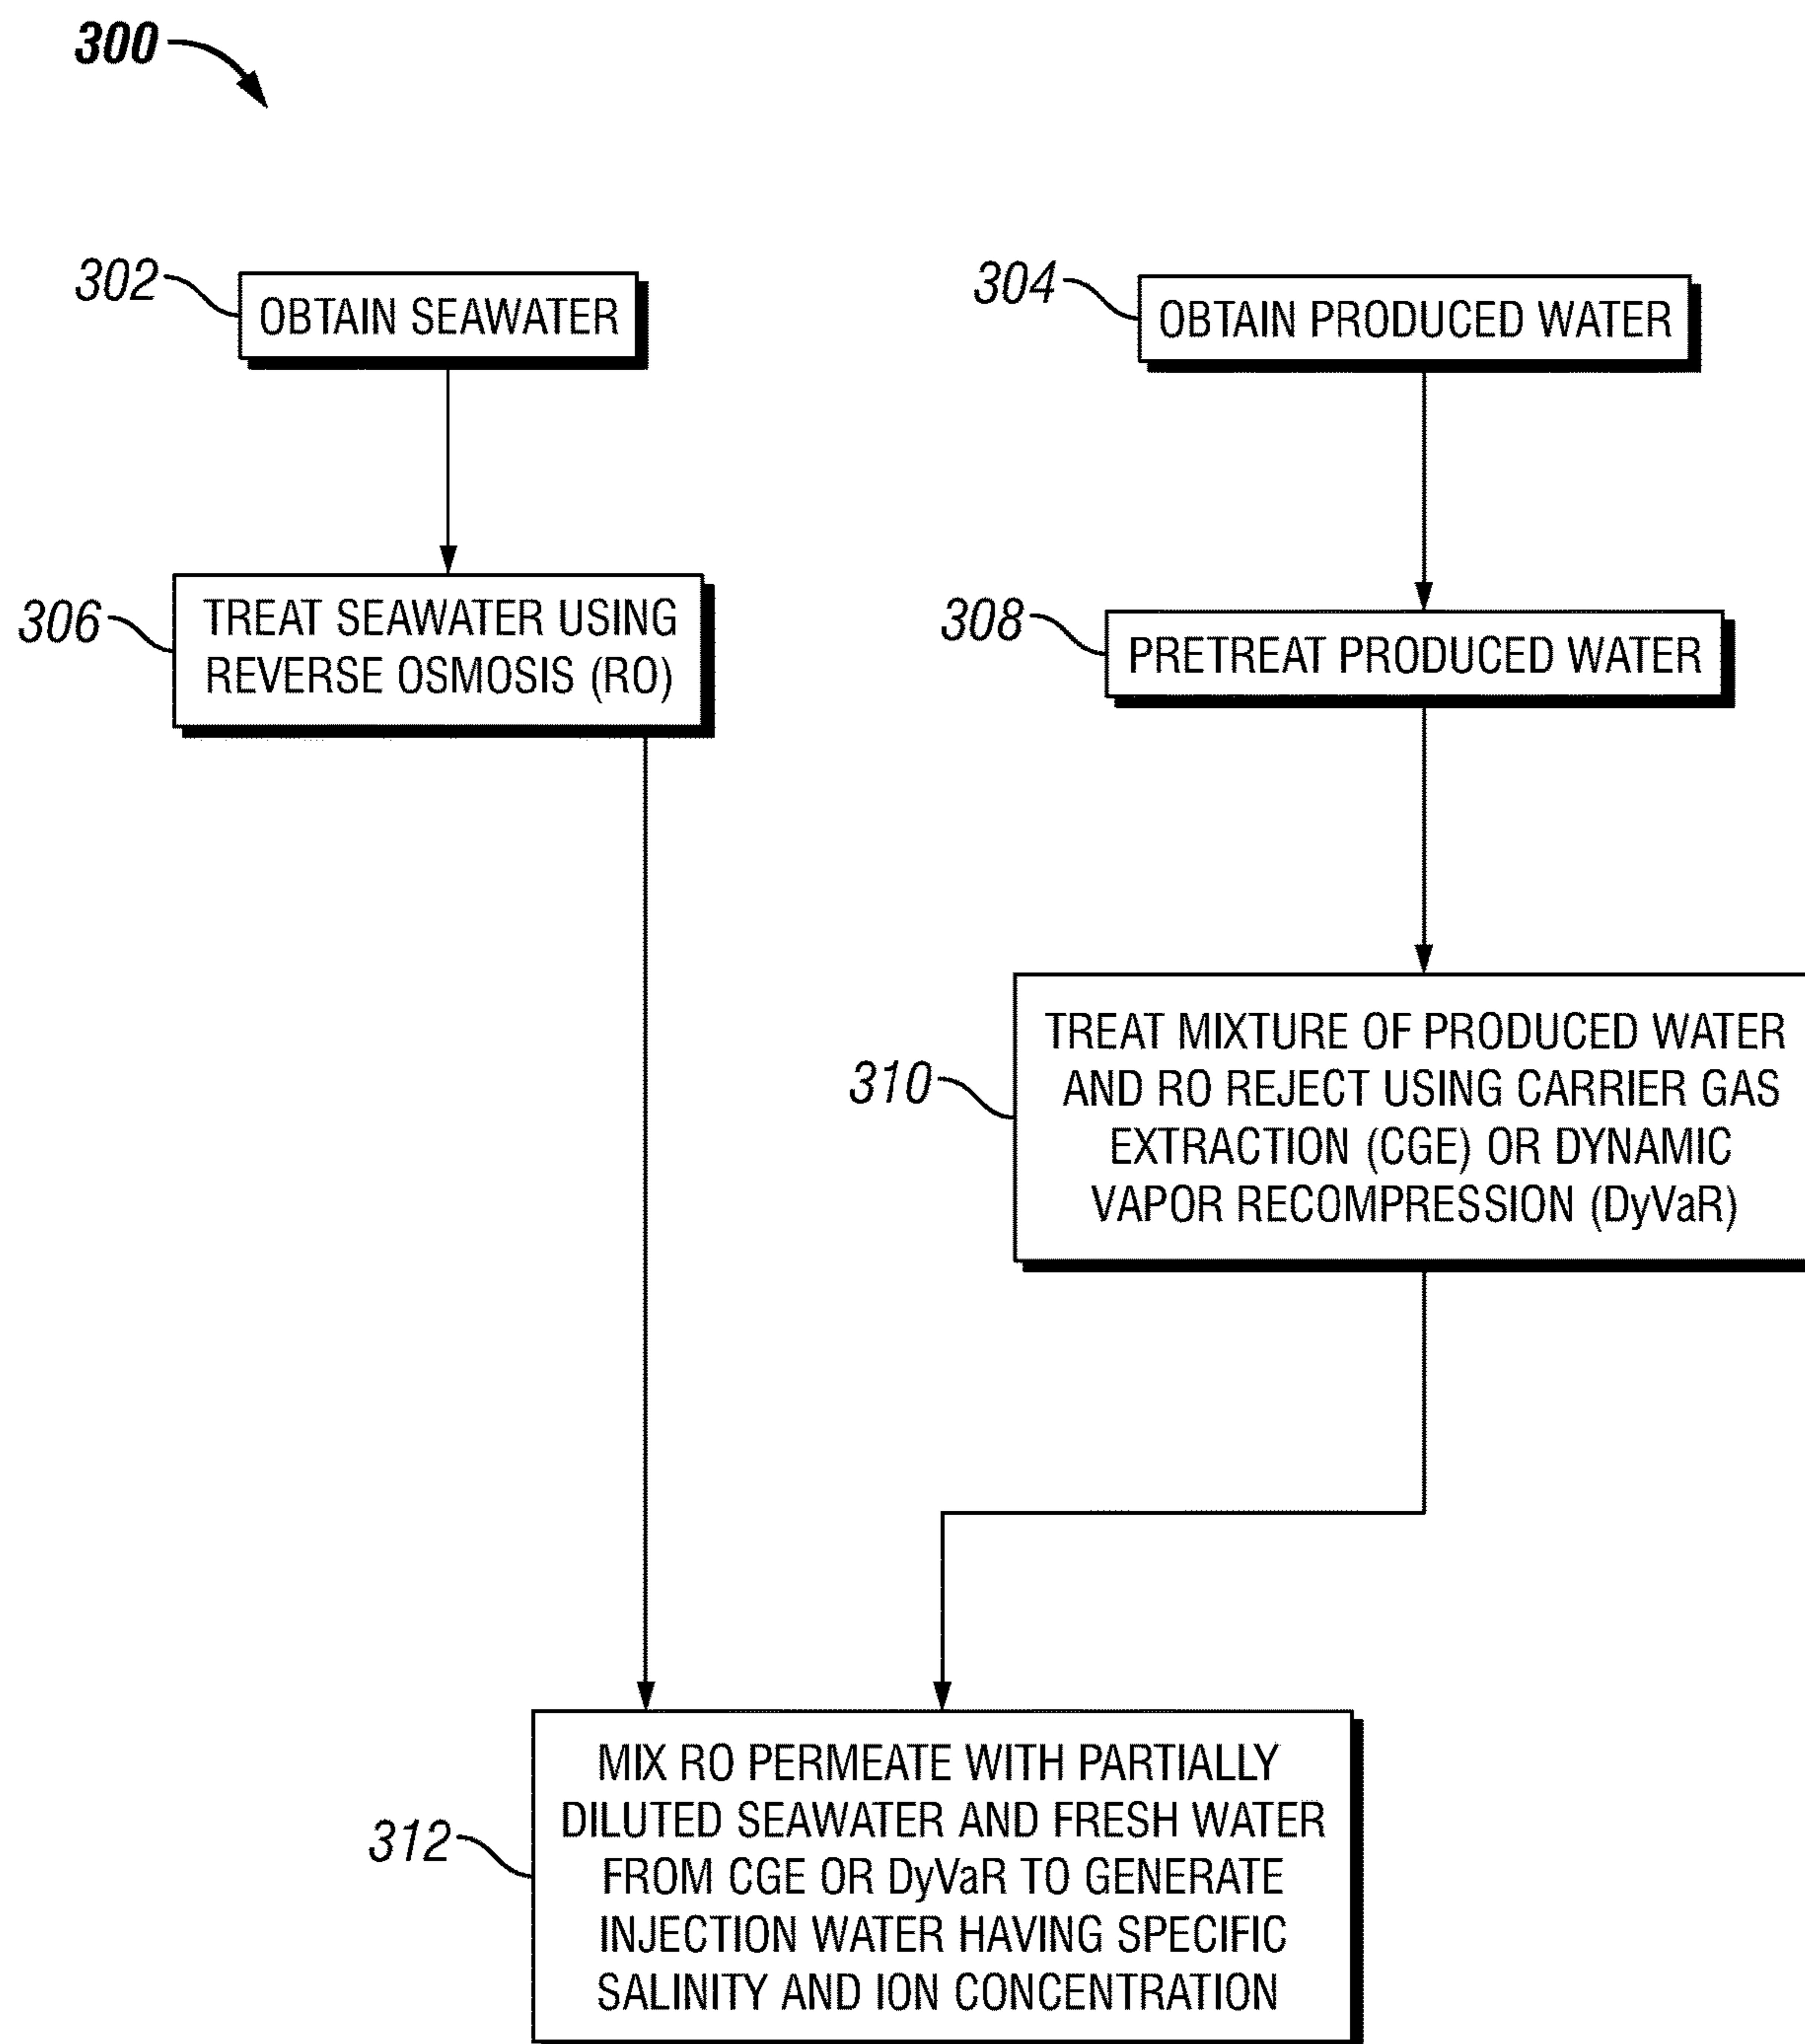 300
302
OBTAIN SEAWATER
304
OBTAIN PRODUCED WATER
306
TREAT SEAWATER USING
REVERSE OSMOSIS (RO)
308
PRETREAT PRODUCED WATER
310
TREAT MIXTURE OF PRODUCED WATER
AND RO REJECT USING CARRIER GAS
EXTRACTION (CGE) OR DYNAMIC
VAPOR RECOMPRESSION (DyVaR)
312
MIX RO PERMEATE WITH PARTIALLY
DILUTED SEAWATER AND FRESH WATER
FROM CGE OR DyVaR TO GENERATE
INJECTION WATER HAVING SPECIFIC
SALINITY AND ION CONCENTRATION